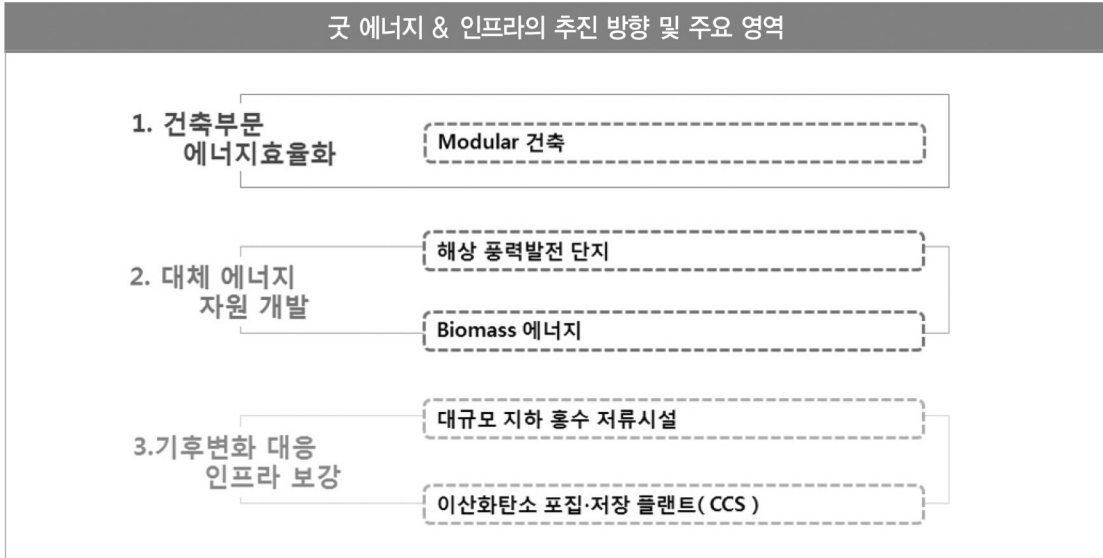 굿 에너지 & 인프라의 추진 방향 및 주요 영역
1. 건축부문
에너지효율화
Modular 건축
2. 대체 에너지
자원 개발
해상 풍력발전 단지
Biomass 에너지
3.기후변화 대응
인프라 보강
대규모 지하 홍수 저류시설
이산화탄소 포집·저장 플랜트( CCS )